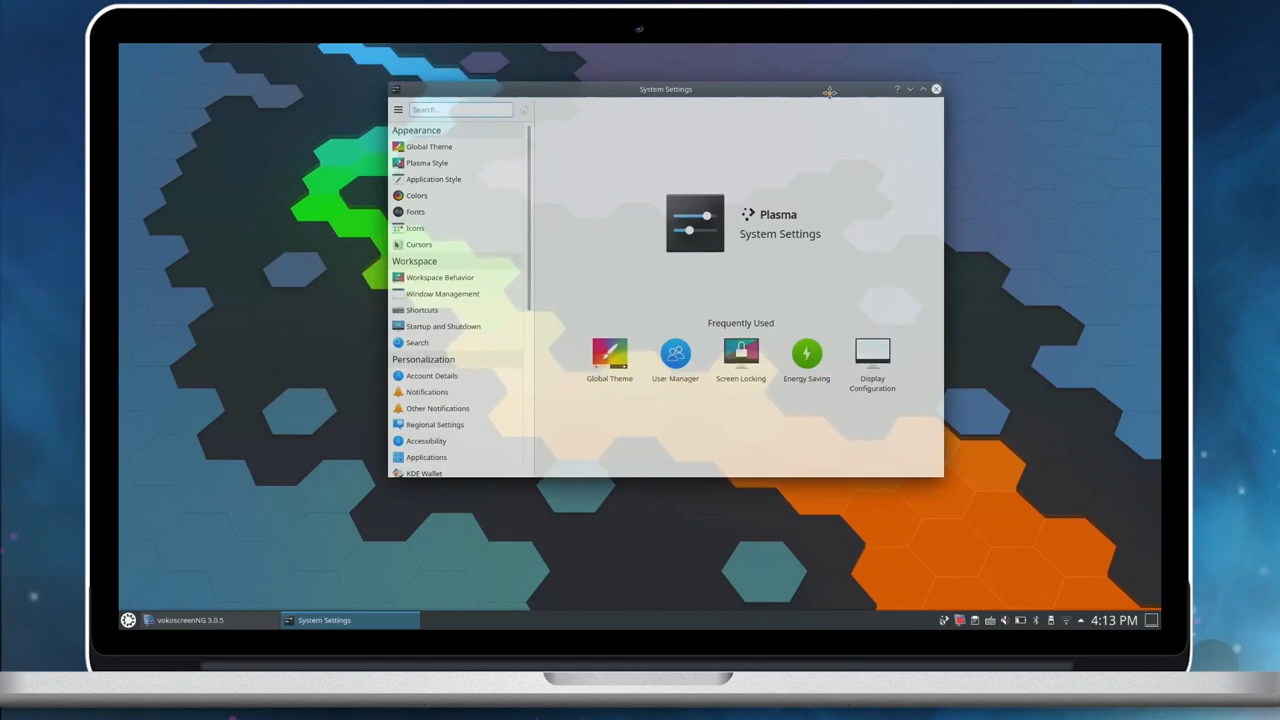 System Settings
?
Search...
Appearance
Global Theme
Plasma Style
Application Style
Colors
Fonts
Icons
Cursors
Workspace
Workspace Behavior
Window Management
Shortcuts
Startup and Shutdown
Search
Personalization
Account Details
Notifications
Other Notifications
Regional Settings
Accessibility
Applications
KDE Wallet
Plasma
System Settings
Frequently Used
Global Theme
User Manager
Screen Locking
Energy Saving
Display
Configuration
vokoscreenNG 3.0.5
System Settings
4:13 PM